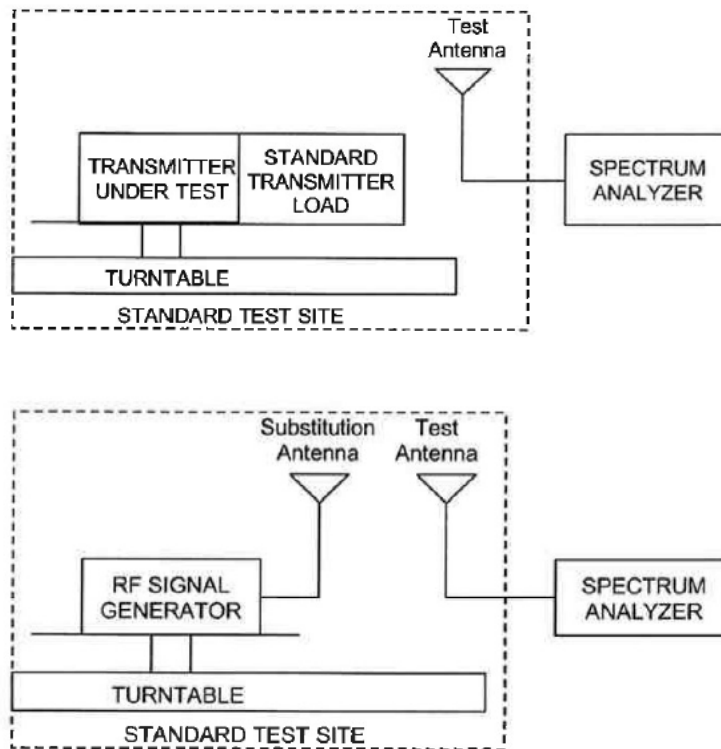 Test
Antenna
TRANSMITTER
UNDER TEST
STANDARD
TRANSMITTER
LOAD
SPECTRUM
ANALYZER
TURNTABLE
STANDARD TEST SITE
Substitution
Antenna
Test
Antenna
RF SIGNAL
GENERATOR
SPECTRUM
ANALYZER
TURNTABLE
STANDARD TEST SITE